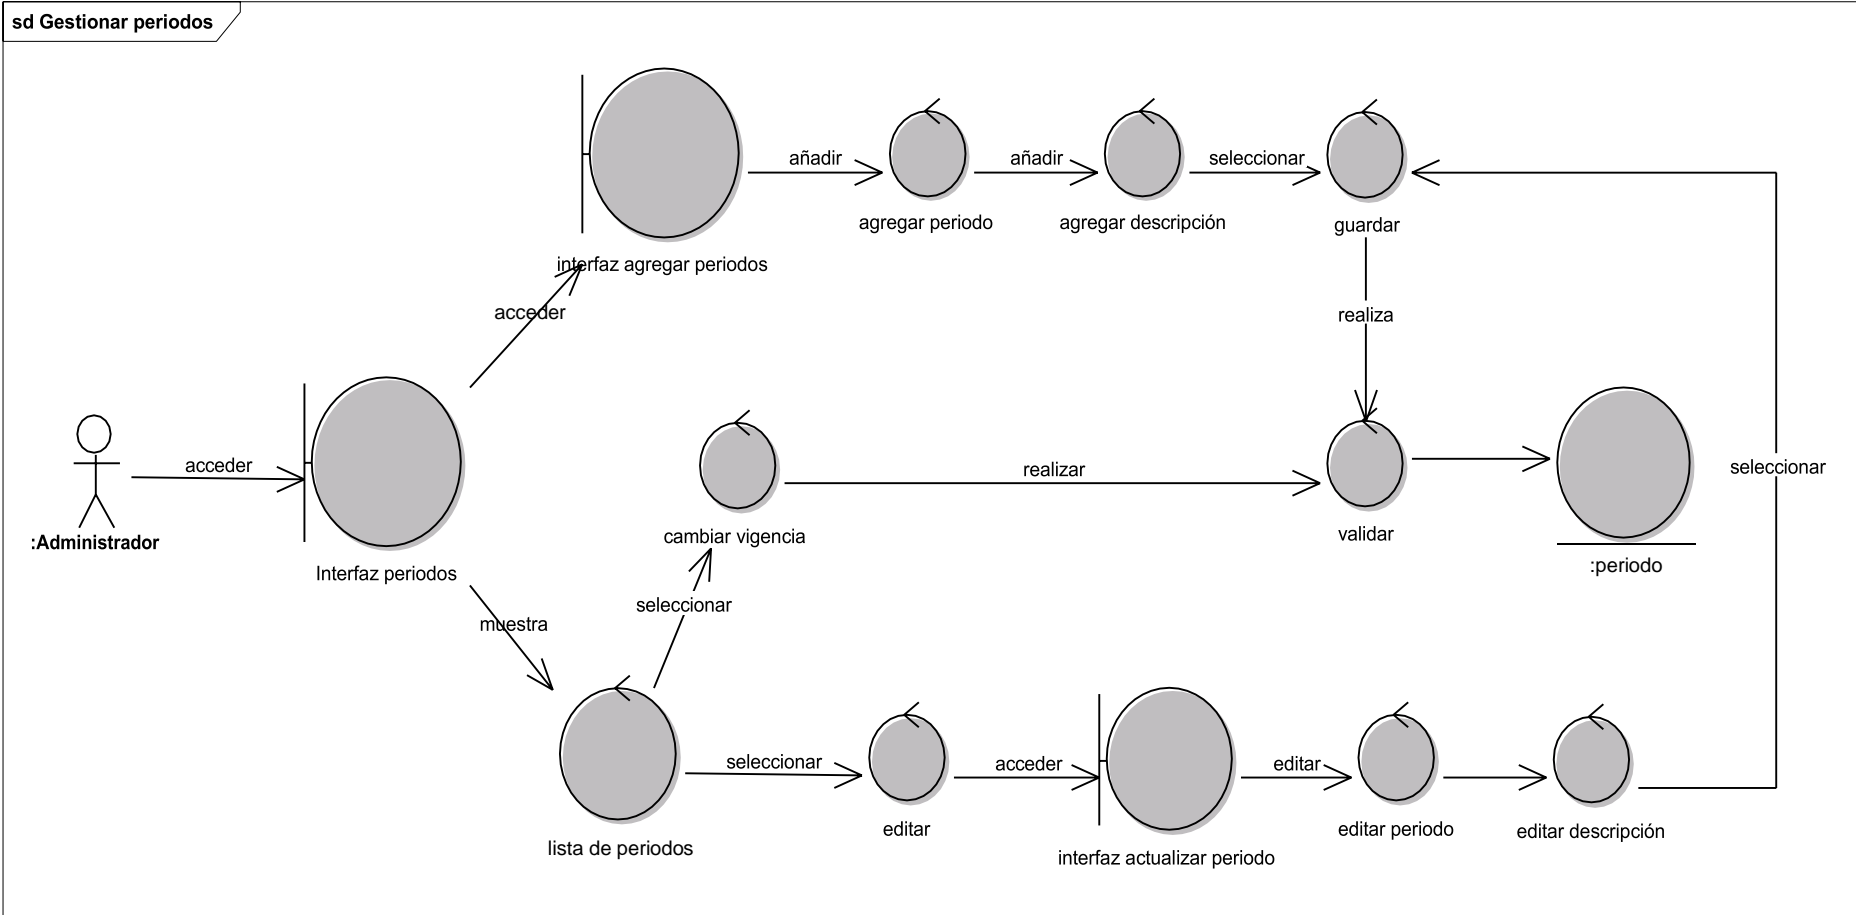 sd Gestionar periodos
añadir
añadir
seleccionar
agregar periodo
agregar descripción
guardar
interfaz agregar periodos
acceder
realiza
acceder
realizar
seleccionar
cambiar vigencia
validar
:Administrador
:periodo
Interfaz periodos
seleccionar
muestra
seleccionar
acceder
editar
editar
editar periodo
editar descripción
lista de periodos
interfaz actualizar periodo